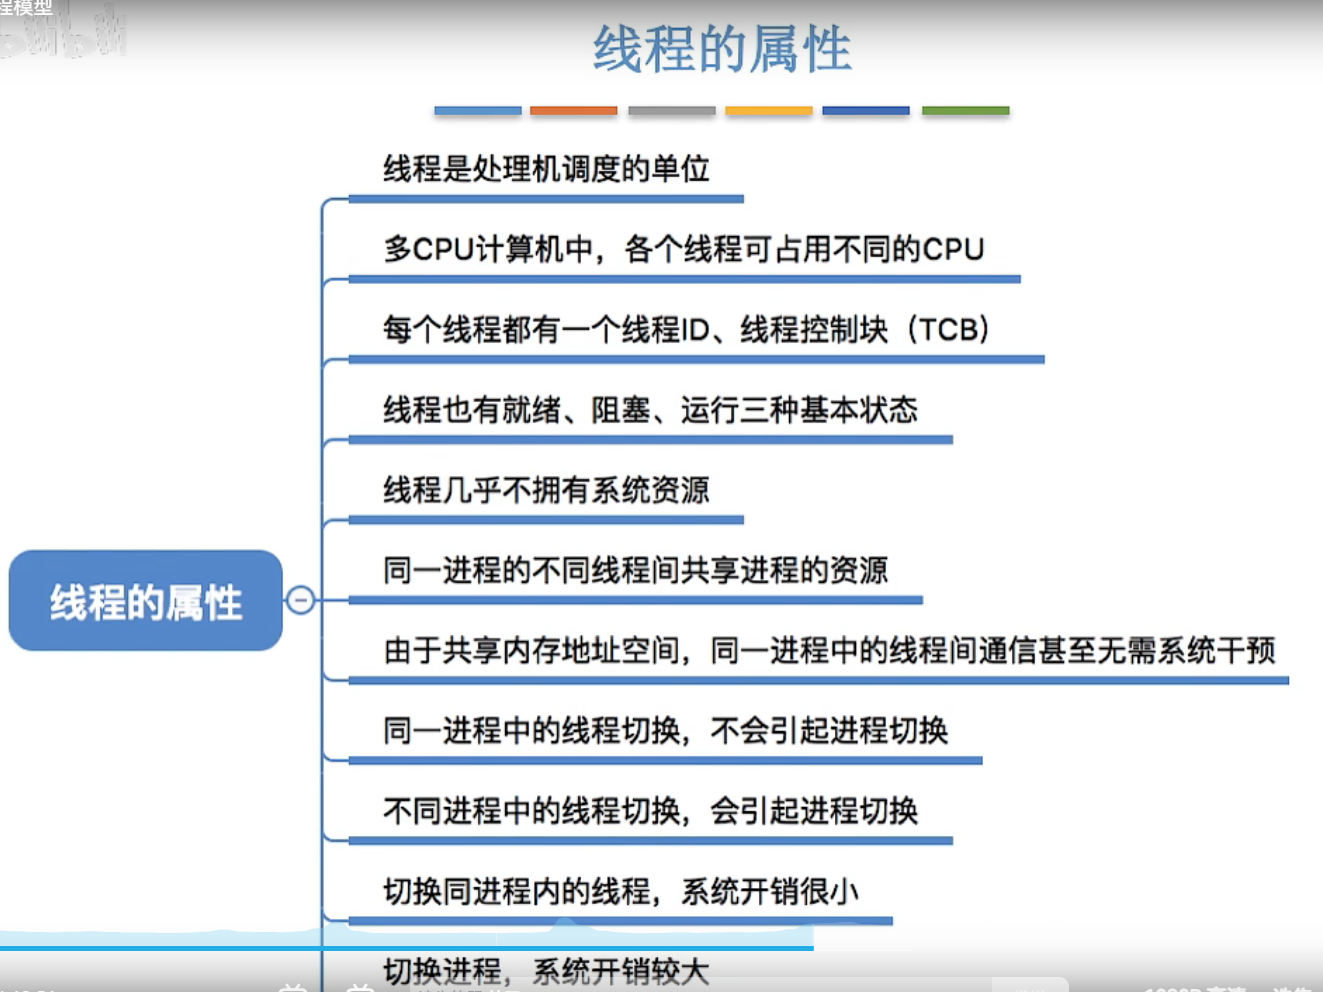 程模型
bilibili
线程的属性
线程是处理机调度的单位
多CPU计算机中，各个线程可占用不同的CPU
每个线程都有一个线程ID、线程控制块（TCB）
线程也有就绪、阻塞、运行三种基本状态
线程几乎不拥有系统资源
同一进程的不同线程间共享进程的资源
线程的属性
由于共享内存地址空间，同一进程中的线程间通信甚至无需系统干预
同一进程中的线程切换，不会引起进程切换
不同进程中的线程切换，会引起进程切换
切换同进程内的线程，系统开销很小
切换进程，系统开销较大
1080P 高清 选集